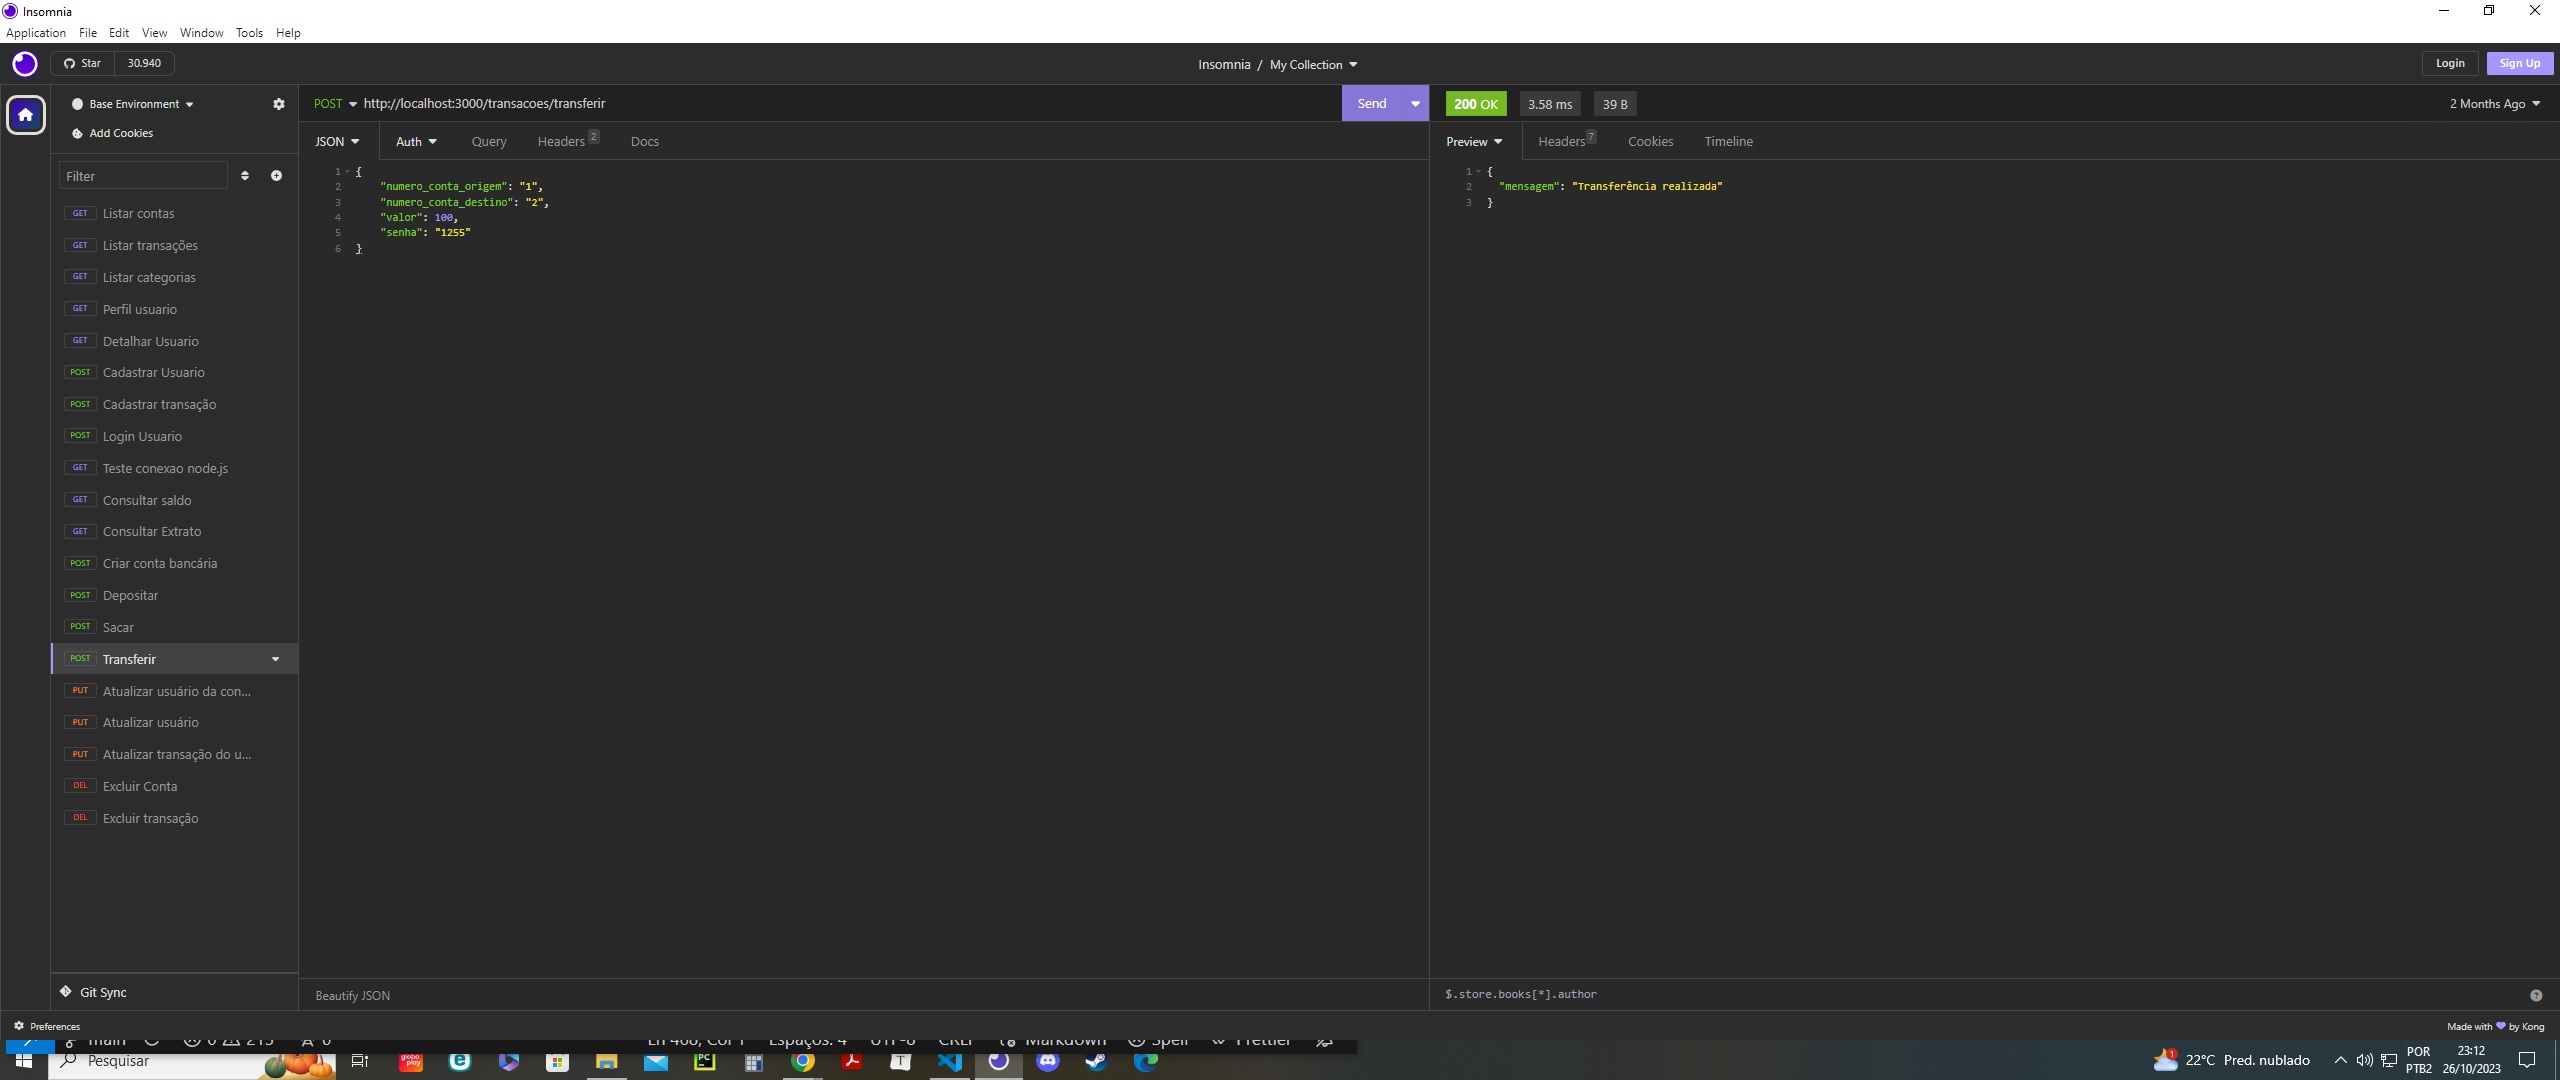 Insomnia
Application File Edit View Window Tools Help
Star 30.940
Insomnia / My Collection
Login Sign Up
Base Environment
Add Cookies
Filter
GET Listar contas
GET Listar transações
GET Listar categorias
GET Perfil usuario
GET Detalhar Usuario
POST Cadastrar Usuario
POST Cadastrar transação
POST Login Usuario
GET Teste conexao node.js
GET Consultar saldo
GET Consultar Extrato
POST Criar conta bancária
POST Depositar
POST Sacar
POST Transferir
PUT Atualizar usuário da con...
PUT Atualizar usuário
PUT Atualizar transação do u...
DEL Excluir Conta
DEL Excluir transação
Git Sync
POST http://localhost:3000/transacoes/transferir Send
JSON Auth Query Headers 2 Docs
1 {
2 "numero_conta_origem": "1",
3 "numero_conta_destino": "2",
4 "valor": 100,
5 "senha": "1255"
6 }
Beautify JSON
200 OK 3.58 ms 39 B 2 Months Ago
Preview Headers 7 Cookies Timeline
1 {
2 "mensagem": "Transferência realizada"
3 }
$.store.books[*].author ?
Preferences Made with by Kong
main 0 215 0 Ln 466, Col 1 Espaços: 4 UTF-8 CRLF Markdown Spell Prettier
Pesquisar globo play PC T 1 22°C Pred. nublado POR PTB2 23:12 26/10/2023